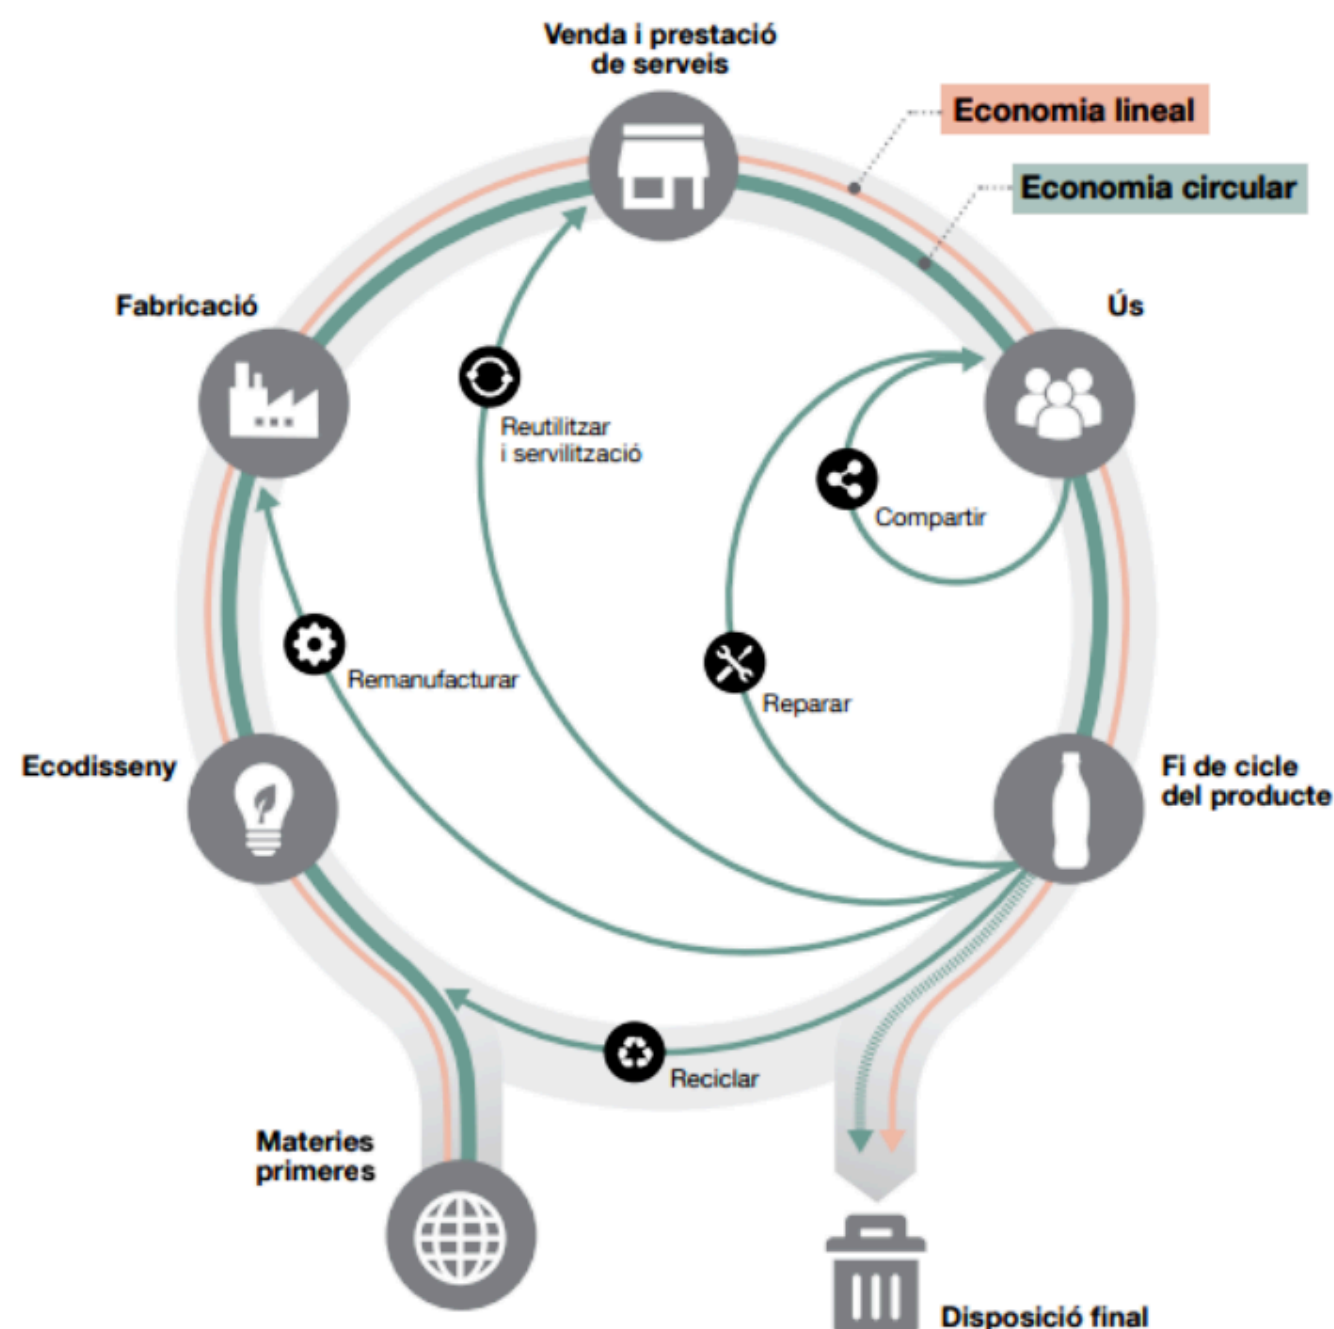 Venda i prestació
de serveis
Economia lineal
Economia circular
Fabricació
Ús
Reutilitzar
i servilització
Compartir
Remanufacturar
Reparar
Ecodisseny
Fi de cicle
del producte
Reciclar
Materies
primeres
Disposició final